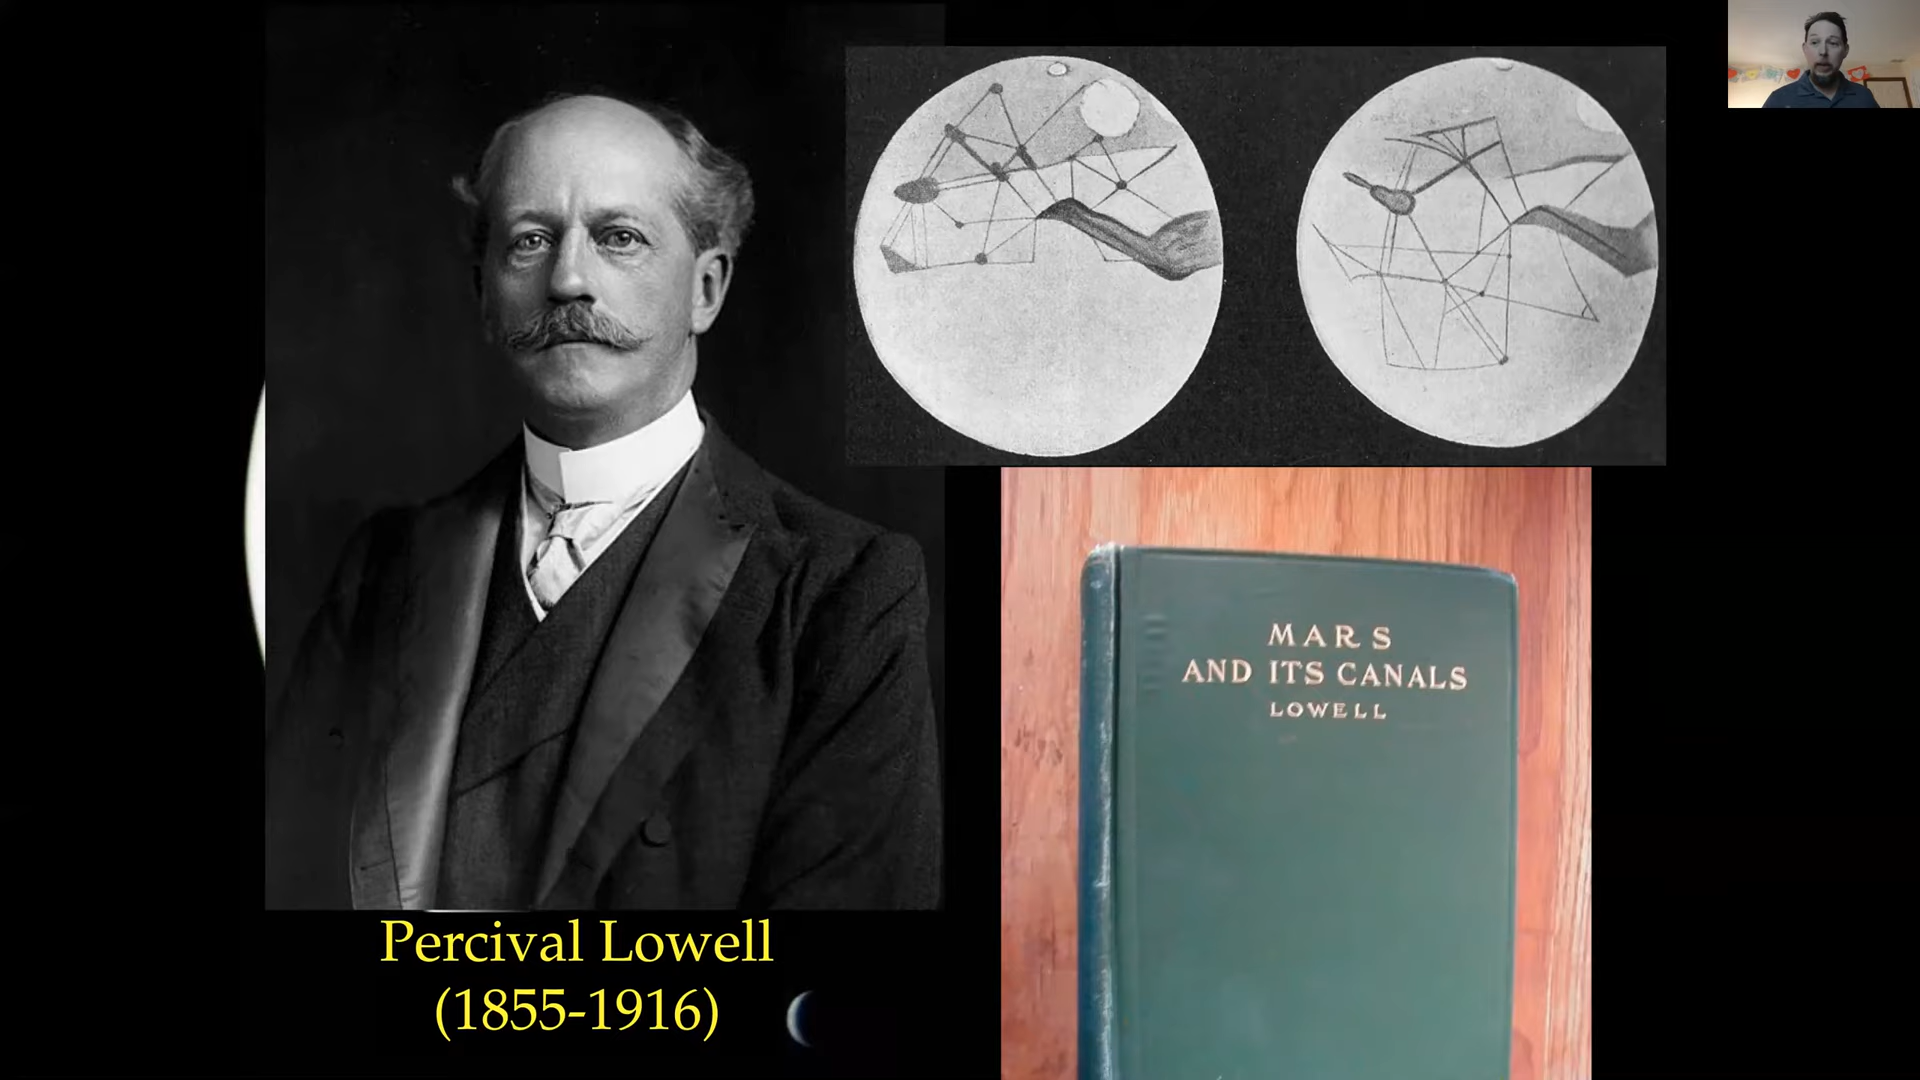 Percival Lowell
(1855-1916)
MARS
AND ITS CANALS
LOWELL